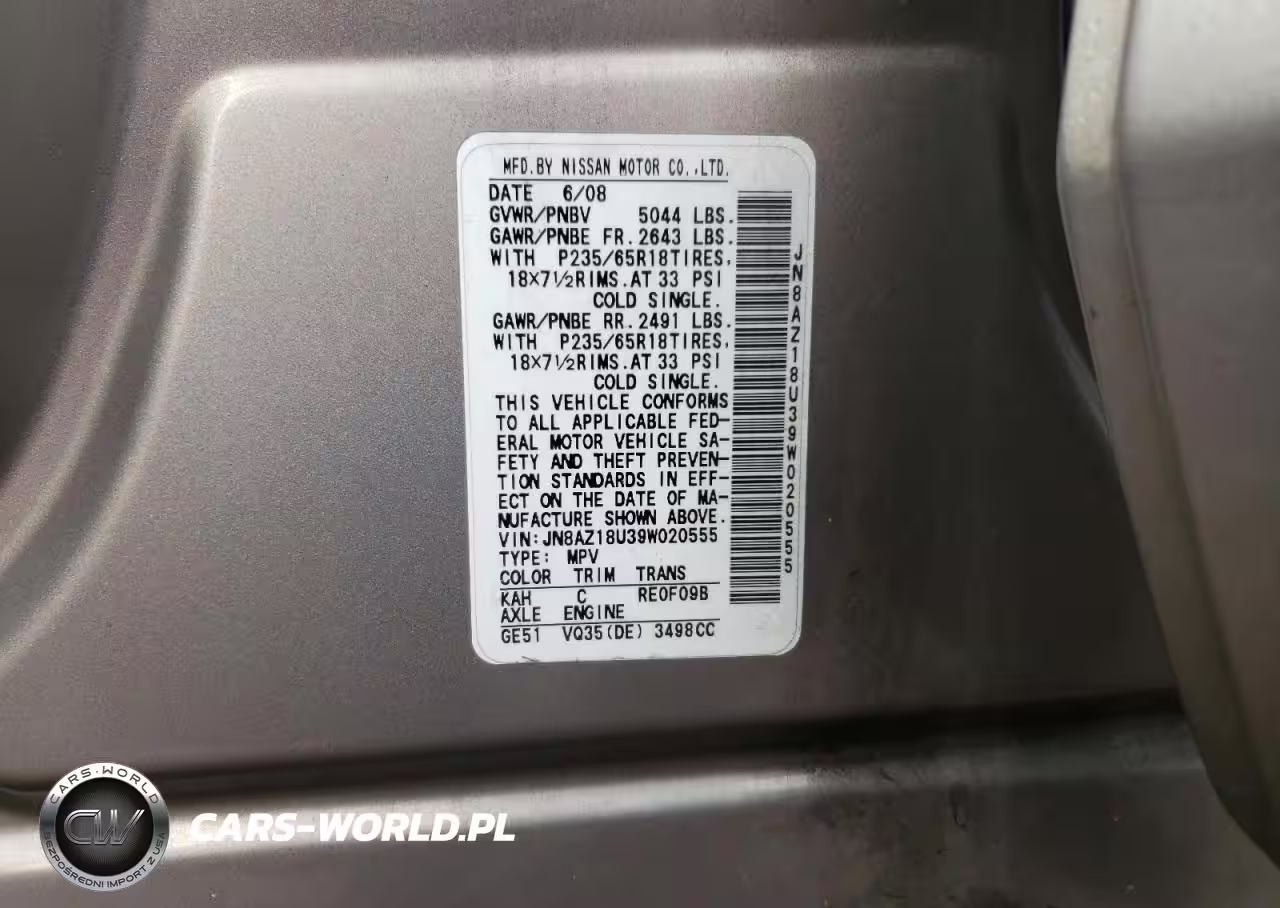 MFD.BY NISSAN MOTOR CO.,LTD.
DATE 6/08
GVWR/PNBV 5044 LBS.
GAWR/PNBE FR. 2643 LBS.
WITH P235/65R18TIRES,
18×7½RIMS.AT 33 PSI
COLD SINGLE.
GAWR/PNBE RR. 2491 LBS.
WITH P235/65R18TIRES,
18×7½RIMS.AT 33 PSI
COLD SINGLE.
THIS VEHICLE CONFORMS
TO ALL APPLICABLE FED-
ERAL MOTOR VEHICLE SA-
FETY AND THEFT PREVEN-
TION STANDARDS IN EFF-
ECT ON THE DATE OF MA-
NUFACTURE SHOWN ABOVE.
VIN:JN8AZ18U39W020555
TYPE: MPV
COLOR TRIM TRANS
KAH C RE0F09B
AXLE ENGINE
GE51 VQ35(DE) 3498CC
JN8AZ18U39W020555
CARS-WORLD
CW
BEZPOŚREDNI IMPORT Z USA
CARS-WORLD.PL